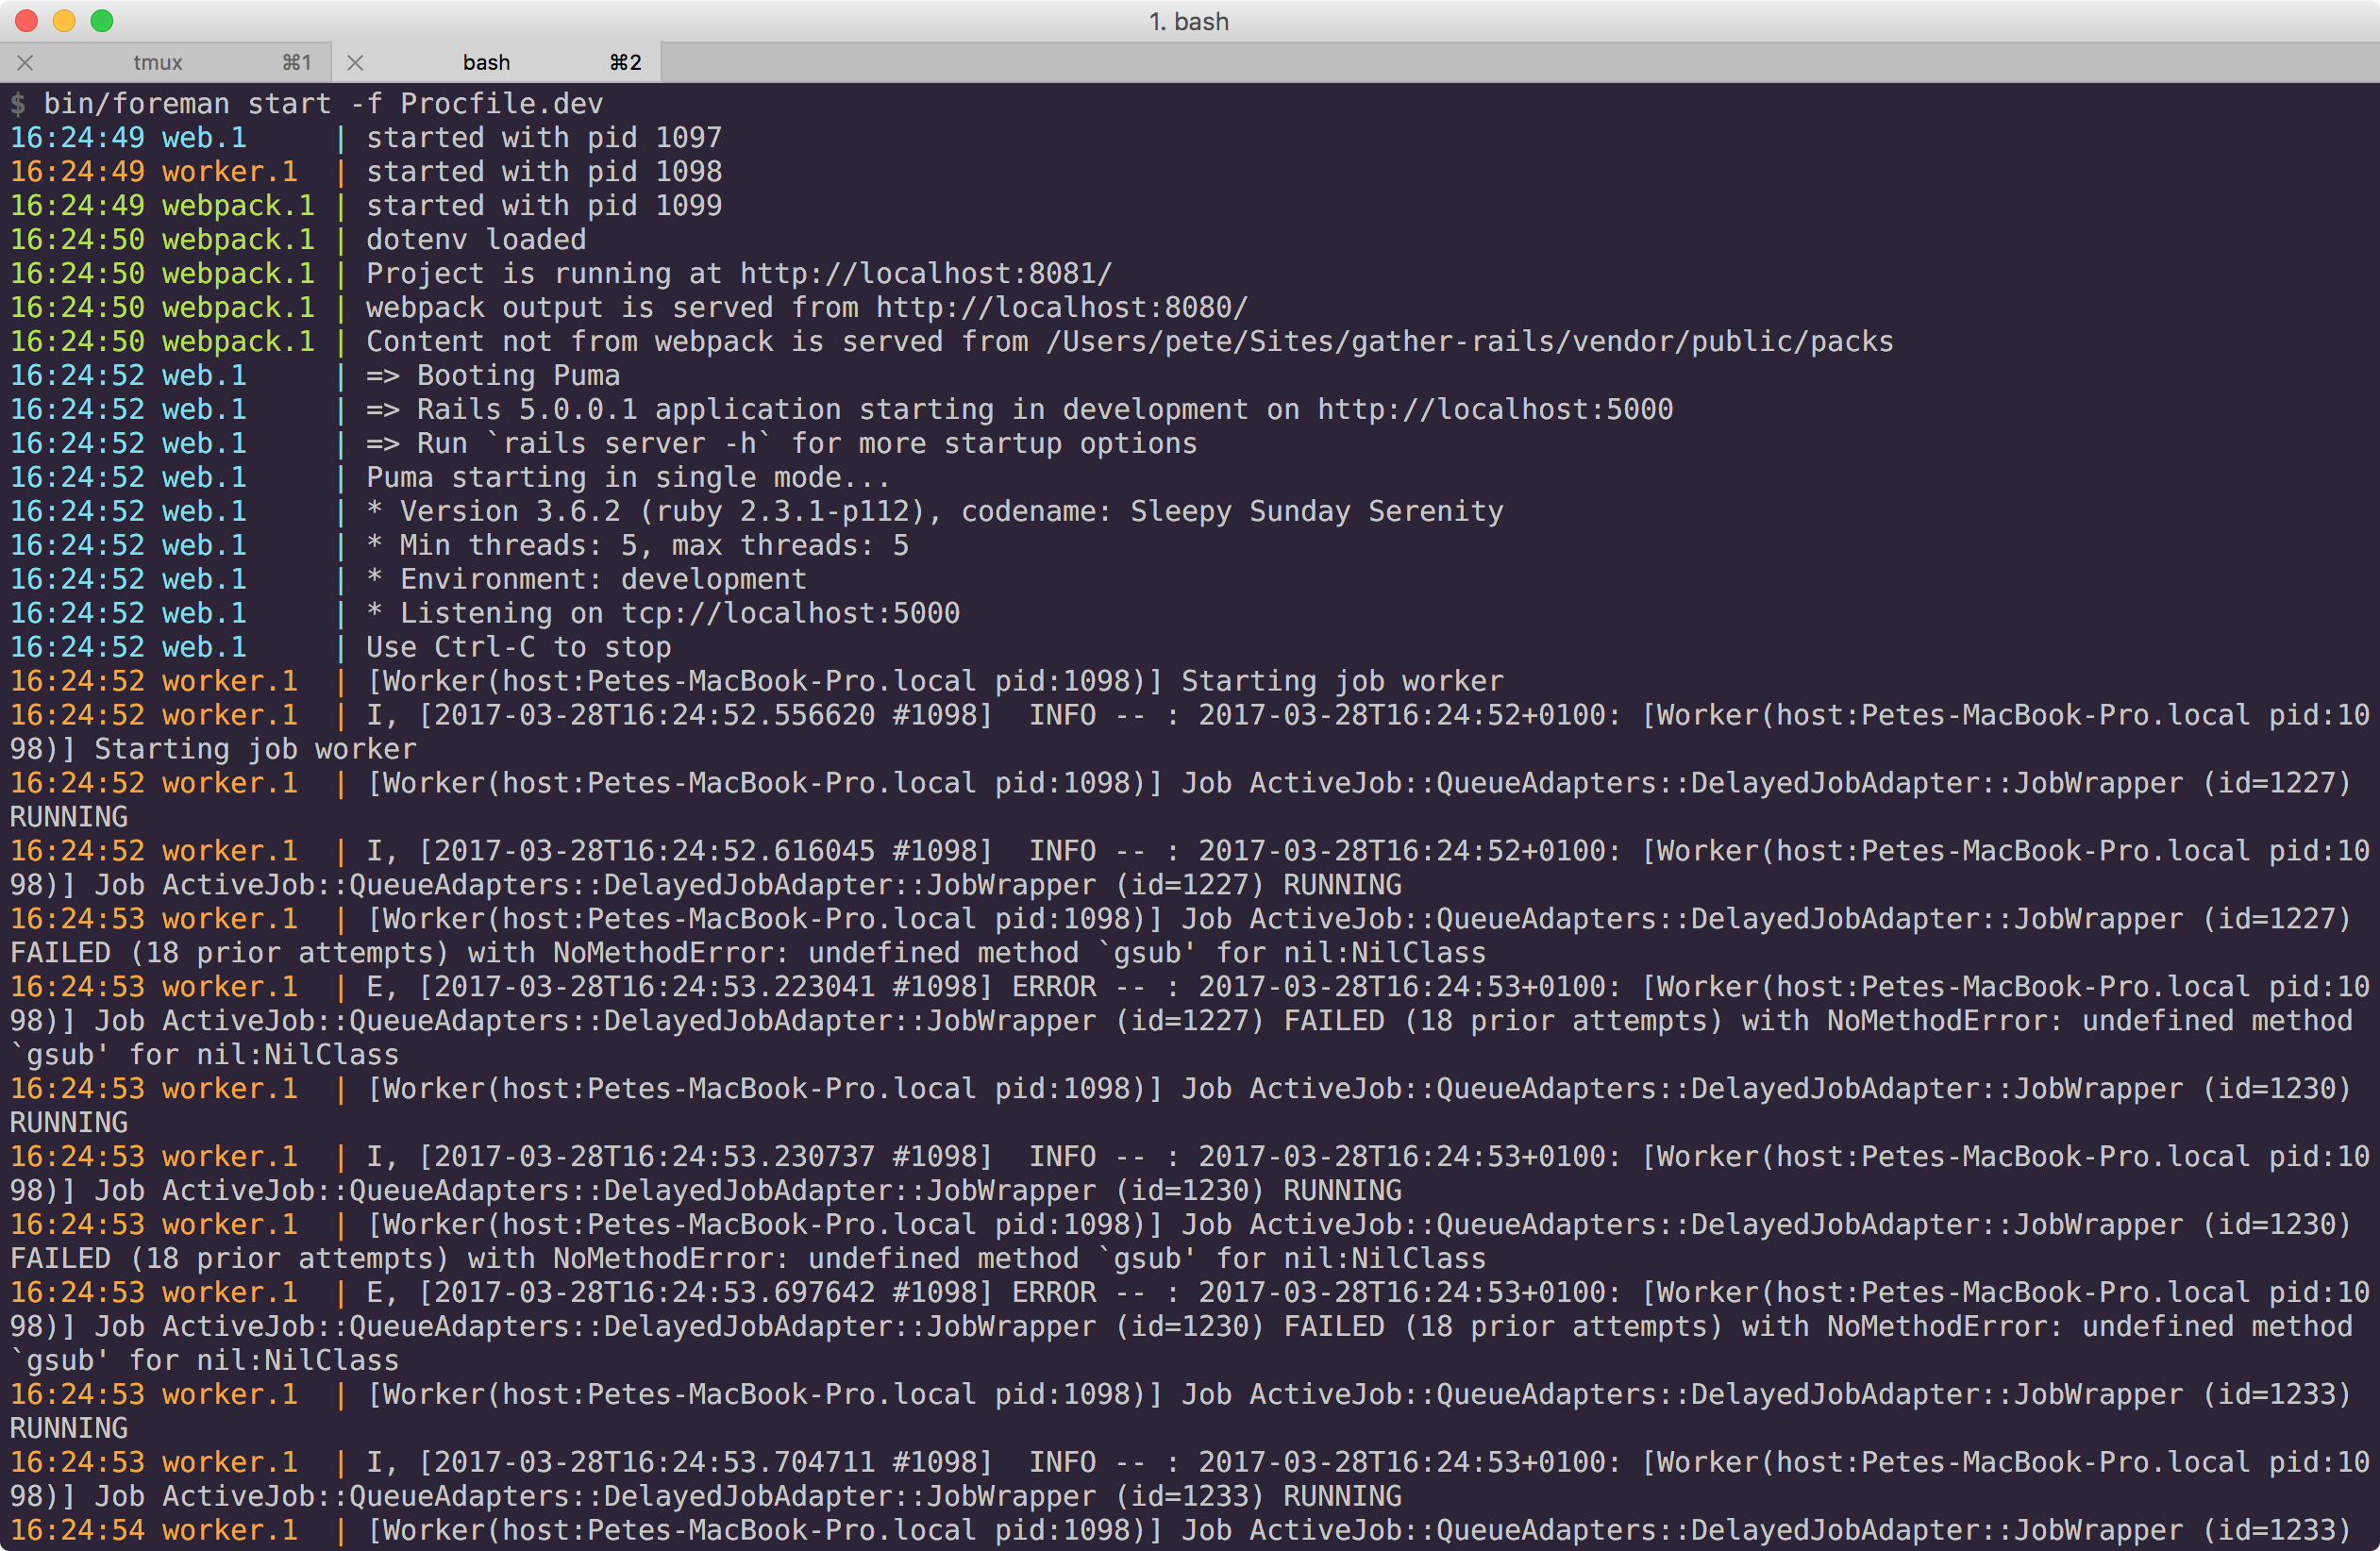 1. bash
tmux ⌘1 bash ⌘2
$ bin/foreman start -f Procfile.dev
16:24:49 web.1     | started with pid 1097
16:24:49 worker.1  | started with pid 1098
16:24:49 webpack.1 | started with pid 1099
16:24:50 webpack.1 | dotenv loaded
16:24:50 webpack.1 | Project is running at http://localhost:8081/
16:24:50 webpack.1 | webpack output is served from http://localhost:8080/
16:24:50 webpack.1 | Content not from webpack is served from /Users/pete/Sites/gather-rails/vendor/public/packs
16:24:52 web.1     | => Booting Puma
16:24:52 web.1     | => Rails 5.0.0.1 application starting in development on http://localhost:5000
16:24:52 web.1     | => Run `rails server -h` for more startup options
16:24:52 web.1     | Puma starting in single mode...
16:24:52 web.1     | * Version 3.6.2 (ruby 2.3.1-p112), codename: Sleepy Sunday Serenity
16:24:52 web.1     | * Min threads: 5, max threads: 5
16:24:52 web.1     | * Environment: development
16:24:52 web.1     | * Listening on tcp://localhost:5000
16:24:52 web.1     | Use Ctrl-C to stop
16:24:52 worker.1  | [Worker(host:Petes-MacBook-Pro.local pid:1098)] Starting job worker
16:24:52 worker.1  | I, [2017-03-28T16:24:52.556620 #1098]  INFO -- : 2017-03-28T16:24:52+0100: [Worker(host:Petes-MacBook-Pro.local pid:10
98)] Starting job worker
16:24:52 worker.1  | [Worker(host:Petes-MacBook-Pro.local pid:1098)] Job ActiveJob::QueueAdapters::DelayedJobAdapter::JobWrapper (id=1227)
RUNNING
16:24:52 worker.1  | I, [2017-03-28T16:24:52.616045 #1098]  INFO -- : 2017-03-28T16:24:52+0100: [Worker(host:Petes-MacBook-Pro.local pid:10
98)] Job ActiveJob::QueueAdapters::DelayedJobAdapter::JobWrapper (id=1227) RUNNING
16:24:53 worker.1  | [Worker(host:Petes-MacBook-Pro.local pid:1098)] Job ActiveJob::QueueAdapters::DelayedJobAdapter::JobWrapper (id=1227)
FAILED (18 prior attempts) with NoMethodError: undefined method `gsub' for nil:NilClass
16:24:53 worker.1  | E, [2017-03-28T16:24:53.223041 #1098] ERROR -- : 2017-03-28T16:24:53+0100: [Worker(host:Petes-MacBook-Pro.local pid:10
98)] Job ActiveJob::QueueAdapters::DelayedJobAdapter::JobWrapper (id=1227) FAILED (18 prior attempts) with NoMethodError: undefined method
`gsub' for nil:NilClass
16:24:53 worker.1  | [Worker(host:Petes-MacBook-Pro.local pid:1098)] Job ActiveJob::QueueAdapters::DelayedJobAdapter::JobWrapper (id=1230)
RUNNING
16:24:53 worker.1  | I, [2017-03-28T16:24:53.230737 #1098]  INFO -- : 2017-03-28T16:24:53+0100: [Worker(host:Petes-MacBook-Pro.local pid:10
98)] Job ActiveJob::QueueAdapters::DelayedJobAdapter::JobWrapper (id=1230) RUNNING
16:24:53 worker.1  | [Worker(host:Petes-MacBook-Pro.local pid:1098)] Job ActiveJob::QueueAdapters::DelayedJobAdapter::JobWrapper (id=1230)
FAILED (18 prior attempts) with NoMethodError: undefined method `gsub' for nil:NilClass
16:24:53 worker.1  | E, [2017-03-28T16:24:53.697642 #1098] ERROR -- : 2017-03-28T16:24:53+0100: [Worker(host:Petes-MacBook-Pro.local pid:10
98)] Job ActiveJob::QueueAdapters::DelayedJobAdapter::JobWrapper (id=1230) FAILED (18 prior attempts) with NoMethodError: undefined method
`gsub' for nil:NilClass
16:24:53 worker.1  | [Worker(host:Petes-MacBook-Pro.local pid:1098)] Job ActiveJob::QueueAdapters::DelayedJobAdapter::JobWrapper (id=1233)
RUNNING
16:24:53 worker.1  | I, [2017-03-28T16:24:53.704711 #1098]  INFO -- : 2017-03-28T16:24:53+0100: [Worker(host:Petes-MacBook-Pro.local pid:10
98)] Job ActiveJob::QueueAdapters::DelayedJobAdapter::JobWrapper (id=1233) RUNNING
16:24:54 worker.1  | [Worker(host:Petes-MacBook-Pro.local pid:1098)] Job ActiveJob::QueueAdapters::DelayedJobAdapter::JobWrapper (id=1233)